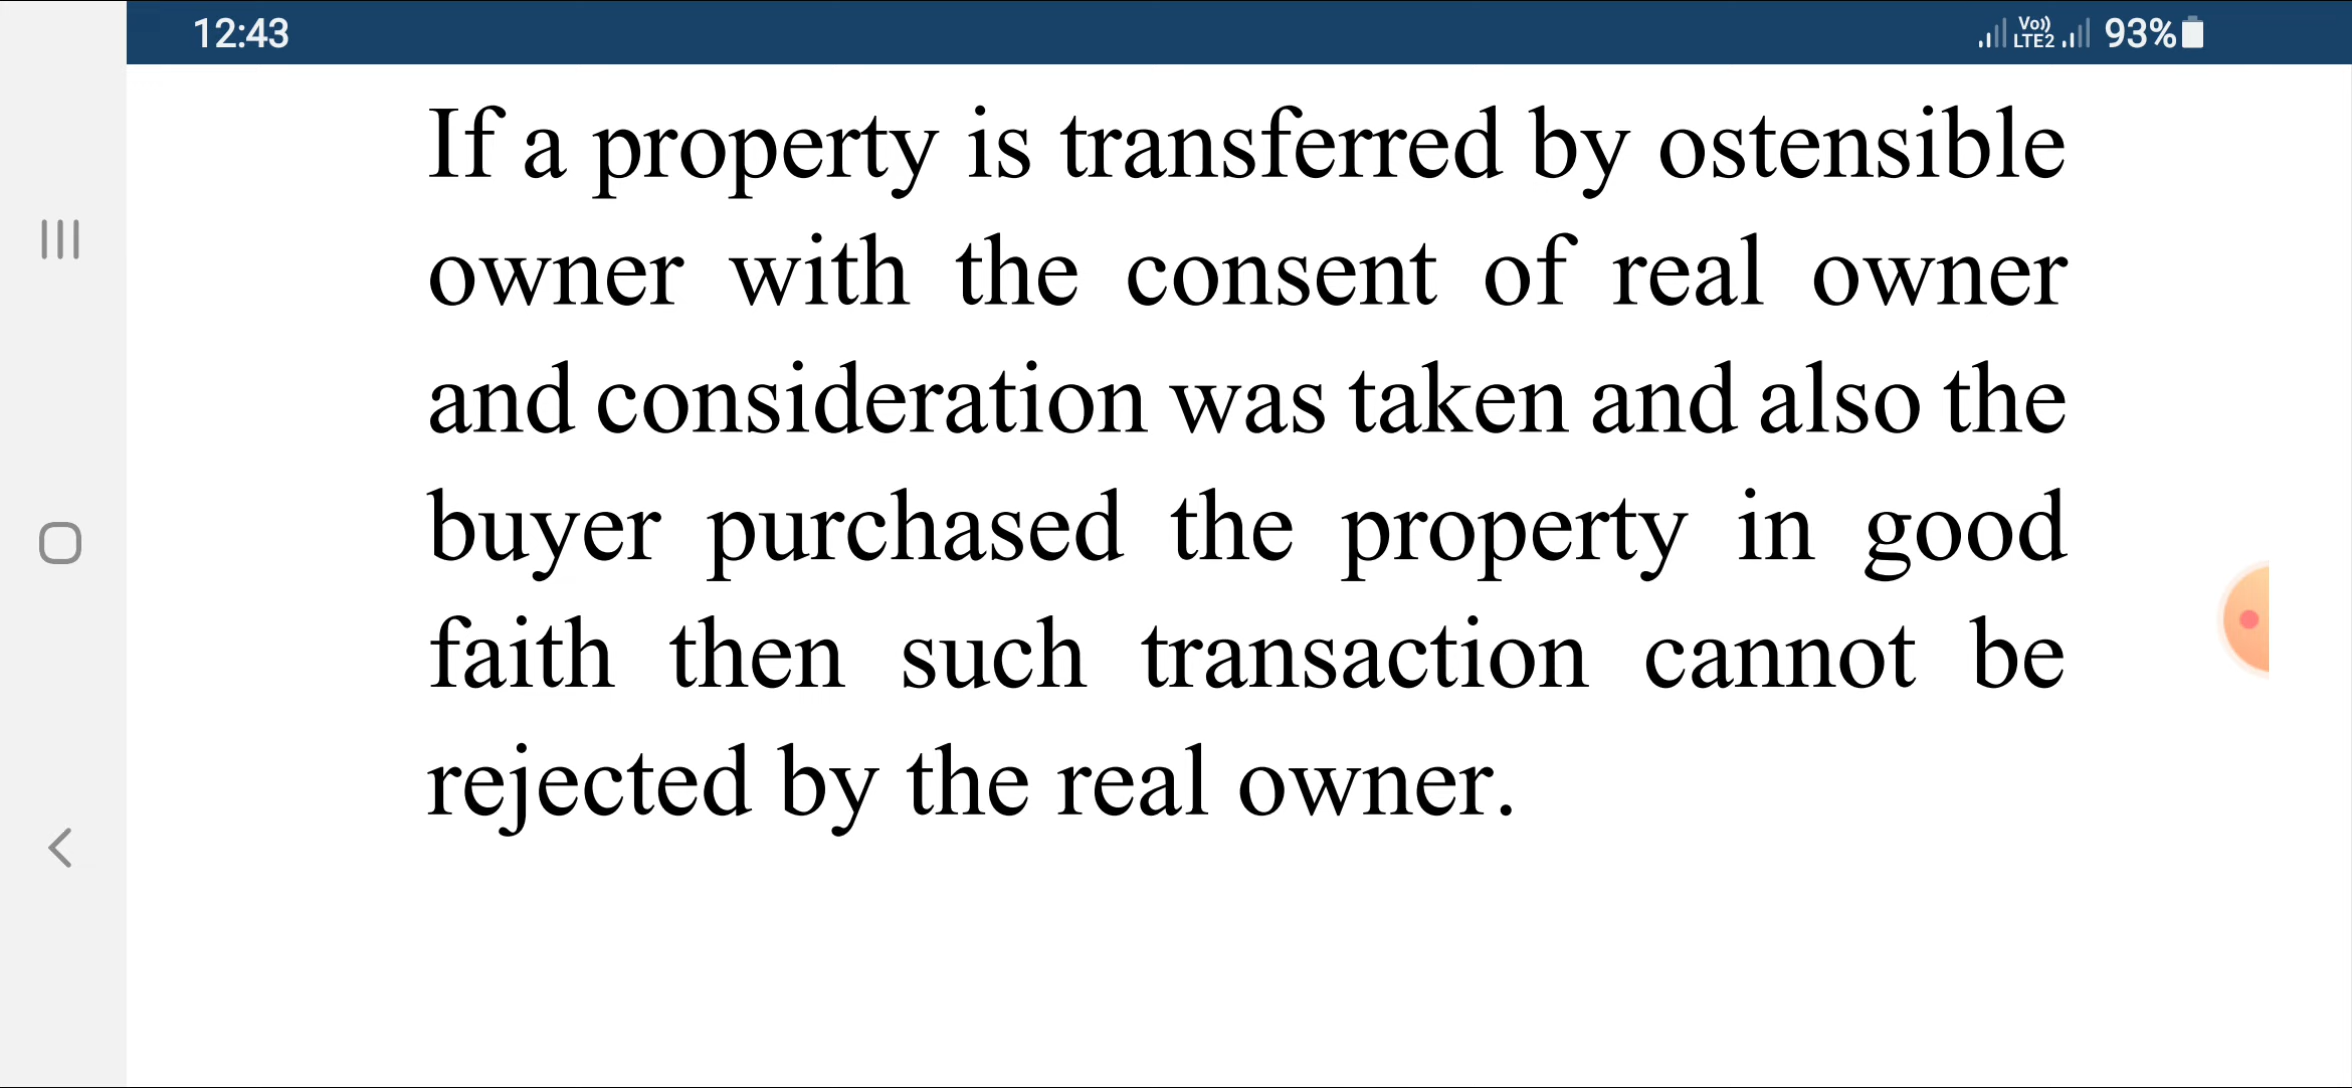 12:43
Vo)) LTE2 93%
If a property is transferred by ostensible
owner with the consent of real owner
and consideration was taken and also the
buyer purchased the property in good
faith then such transaction cannot be
rejected by the real owner.